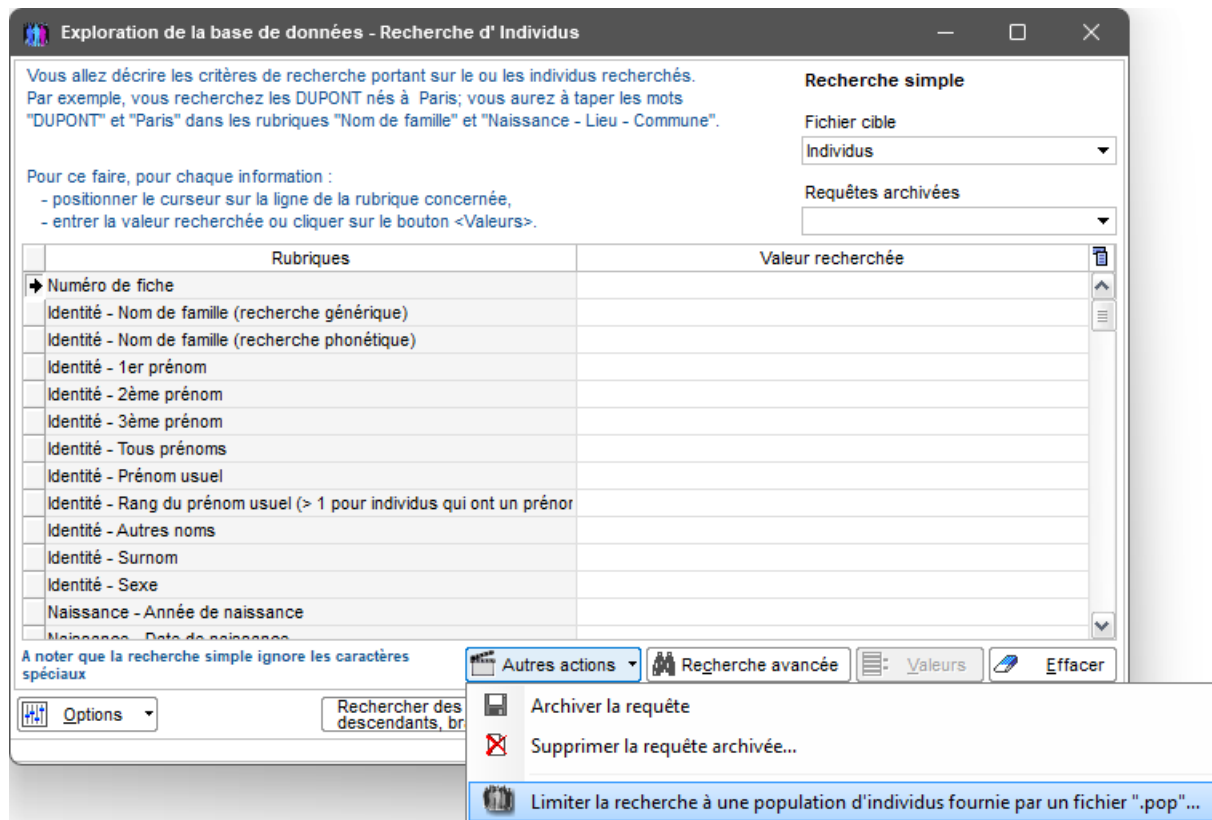 Exploration de la base de données - Recherche d' Individus
Vous allez décrire les critères de recherche portant sur le ou les individus recherchés.
Par exemple, vous recherchez les DUPONT nés à  Paris; vous aurez à taper les mots
"DUPONT" et "Paris" dans les rubriques "Nom de famille" et "Naissance - Lieu - Commune".
Pour ce faire, pour chaque information :
- positionner le curseur sur la ligne de la rubrique concernée,
- entrer la valeur recherchée ou cliquer sur le bouton <Valeurs>.
Recherche simple
Fichier cible
Individus
Requêtes archivées
Rubriques Valeur recherchée
Numéro de fiche
Identité - Nom de famille (recherche générique)
Identité - Nom de famille (recherche phonétique)
Identité - 1er prénom
Identité - 2ème prénom
Identité - 3ème prénom
Identité - Tous prénoms
Identité - Prénom usuel
Identité - Rang du prénom usuel (> 1 pour individus qui ont un prénor
Identité - Autres noms
Identité - Surnom
Identité - Sexe
Naissance - Année de naissance
Naissance - Date de naissance
A noter que la recherche simple ignore les caractères
spéciaux
Autres actions Recherche avancée Valeurs Effacer
Options
Rechercher des
descendants, br
Archiver la requête
Supprimer la requête archivée...
Limiter la recherche à une population d'individus fournie par un fichier ".pop"...